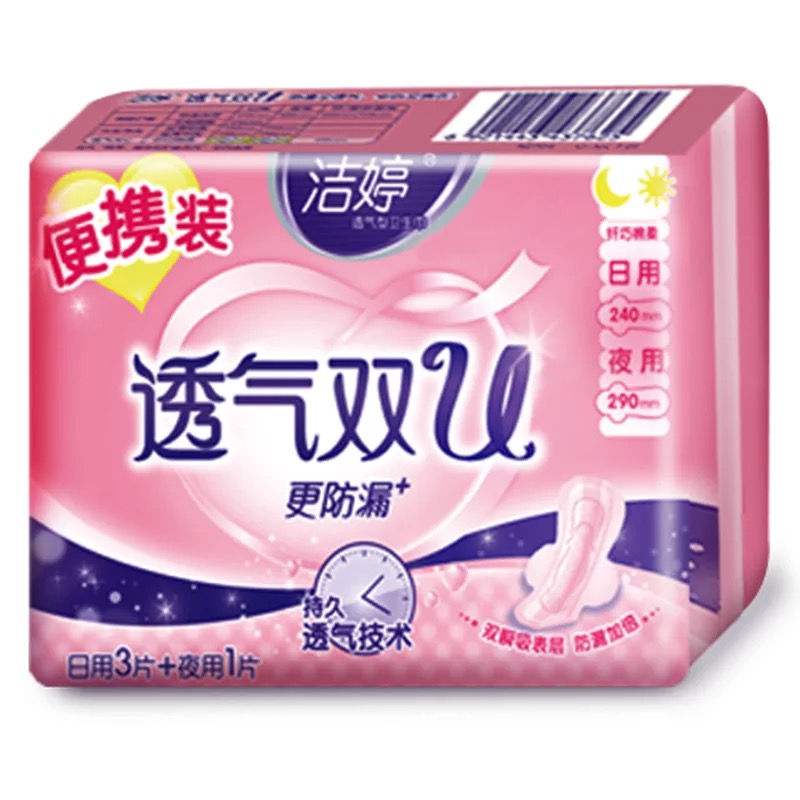 洁婷®
透气型卫生巾
便携装
纤巧棉柔
日用
240mm
夜用
290mm
透气双U
更防漏+
持久
透气技术
双瞬吸表层 防漏加倍
日用3片+夜用1片